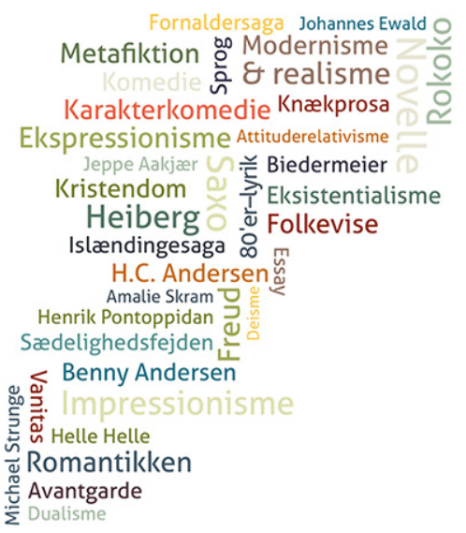 Fornaldersaga
Johannes Ewald
Metafiktion
Sprog
Modernisme
& realisme
Komedie
Novelle
Rokoko
Karakterkomedie
Knækprosa
Ekspressionisme
Attituderelativisme
Jeppe Aakjær
Saxo
80'er-lyrik
Biedermeier
Kristendom
Eksistentialisme
Heiberg
Folkevise
Islændingesaga
H.C. Andersen
Essay
Amalie Skram
Freud
Deisme
Henrik Pontoppidan
Sædelighedsfejden
Benny Andersen
Vanitas
Impressionisme
Michael Strunge
Helle Helle
Romantikken
Avantgarde
Dualisme